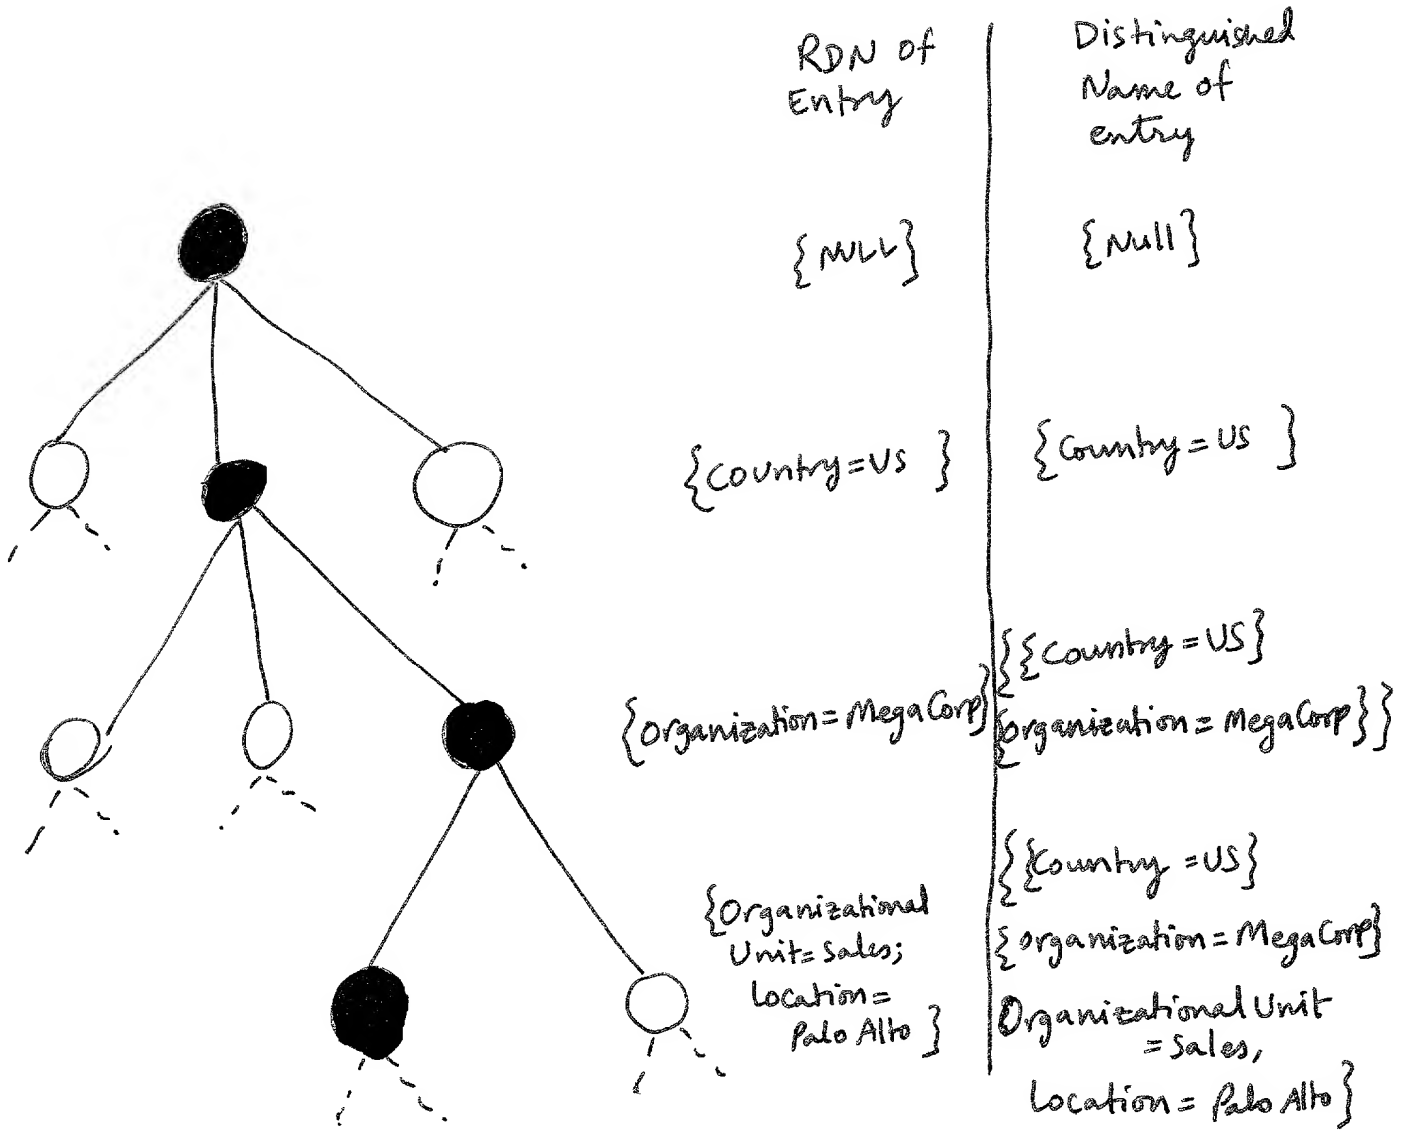 RDN of
Entry
Distinguished
Name of
entry
{NULL}
{Null}
{Country=US }
{Country=US }
{Organization=MegaCorp}
{{Country=US}
{Organization=MegaCorp}}
{Organizational
Unit=Sales;
Location=
Palo Alto }
{{Country=US}
{Organization=MegaCorp}
Organizational Unit
=Sales,
Location= Palo Alto}